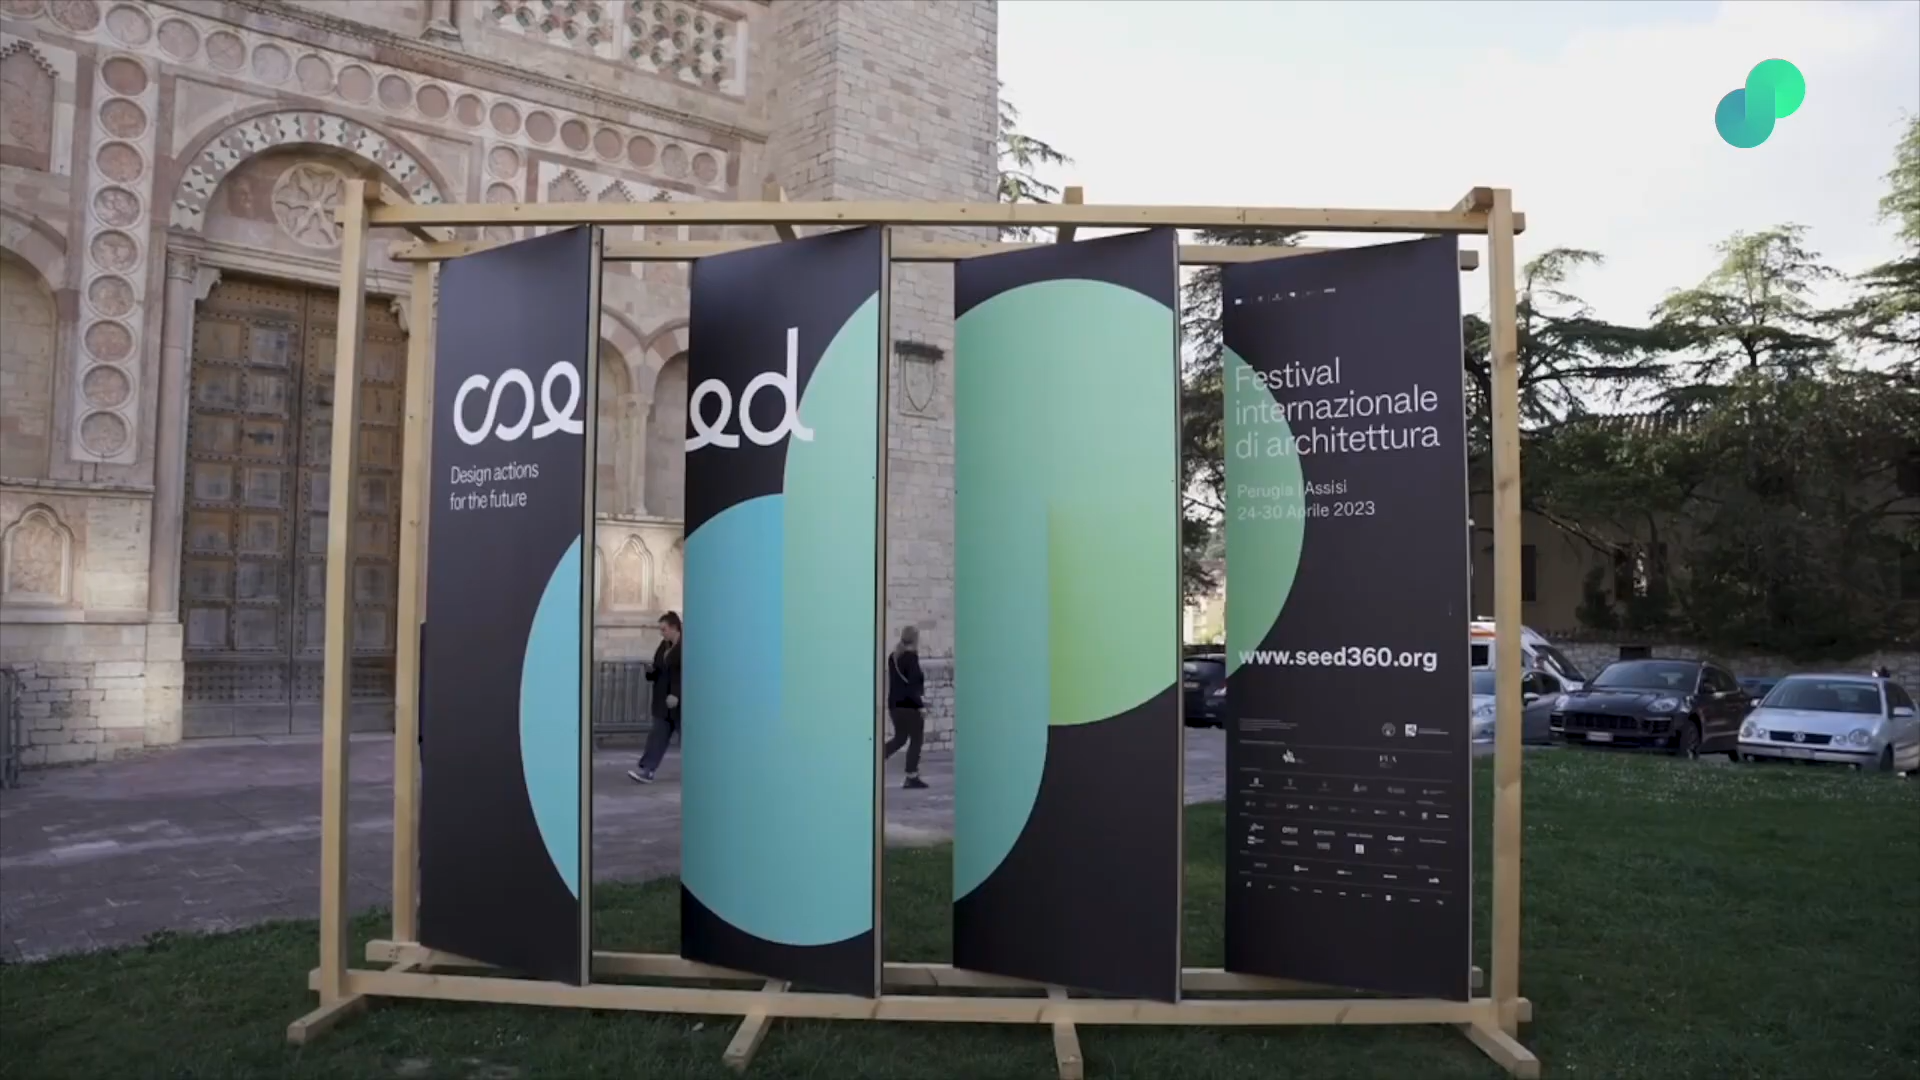 seed
Design actions
for the future
Festival
internazionale
di architettura
Perugia | Assisi
24-30 Aprile 2023
www.seed360.org